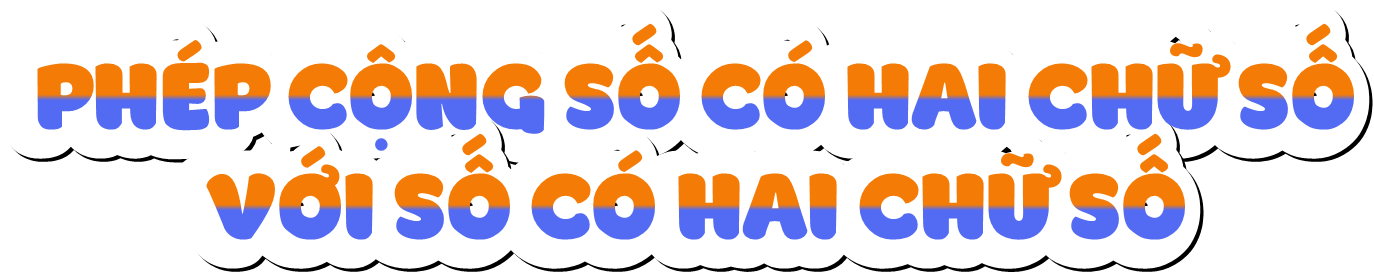 PHÉP CỘNG SỐ CÓ HAI CHỮ SỐ
VỚI SỐ CÓ HAI CHỮ SỐ